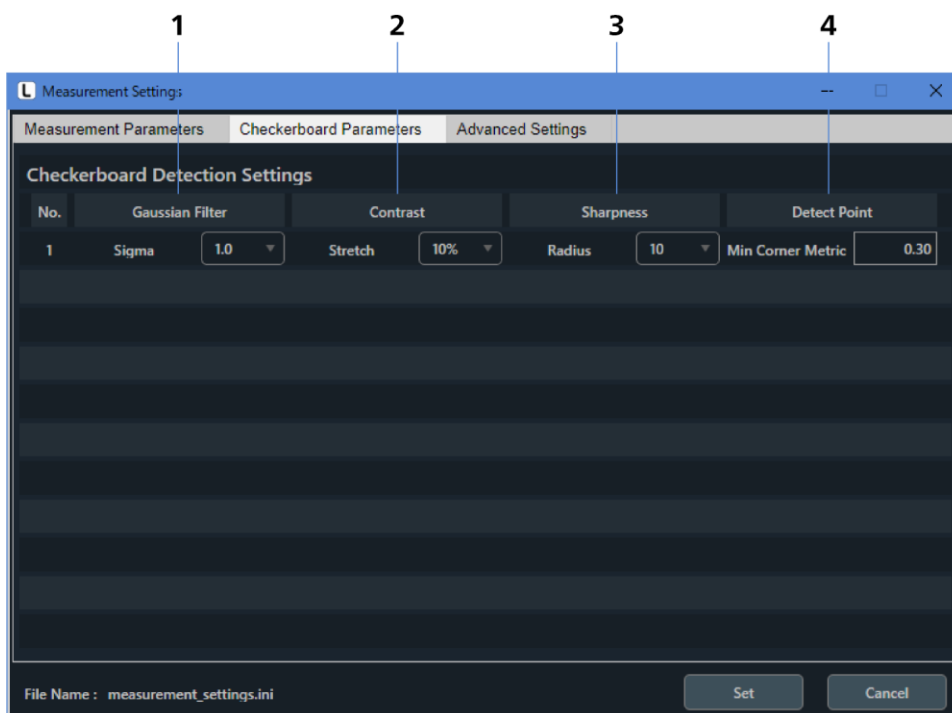 1 2 3 4
L Measurement Settings
Measurement Parameters Checkerboard Parameters Advanced Settings
Checkerboard Detection Settings
No. Gaussian Filter Contrast Sharpness Detect Point
1 Sigma 1.0 Stretch 10% Radius 10 Min Corner Metric 0.30
File Name : measurement_settings.ini Set Cancel